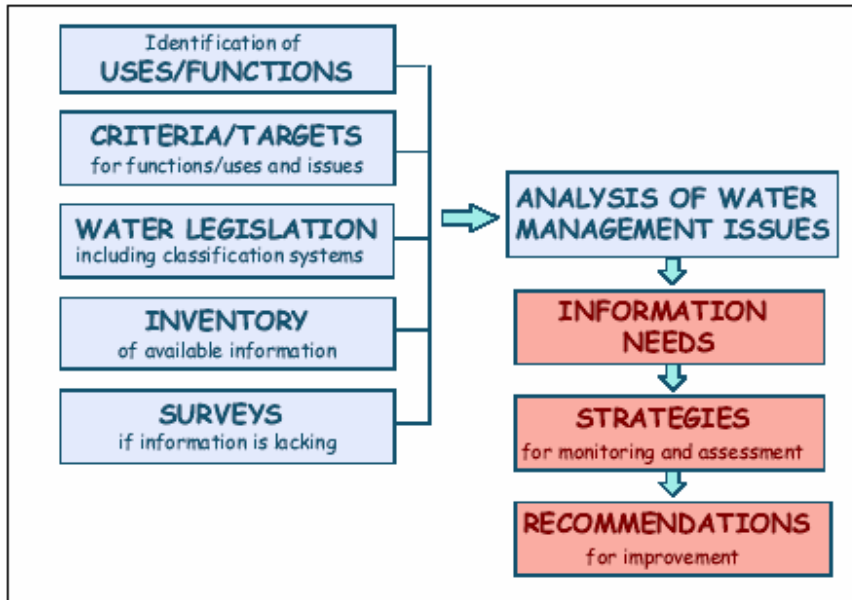 Identification of
USES/FUNCTIONS
CRITERIA/TARGETS
for functions/uses and issues
WATER LEGISLATION
including classification systems
INVENTORY
of available information
SURVEYS
if information is lacking
ANALYSIS OF WATER
MANAGEMENT ISSUES
INFORMATION
NEEDS
STRATEGIES
for monitoring and assessment
RECOMMENDATIONS
for improvement